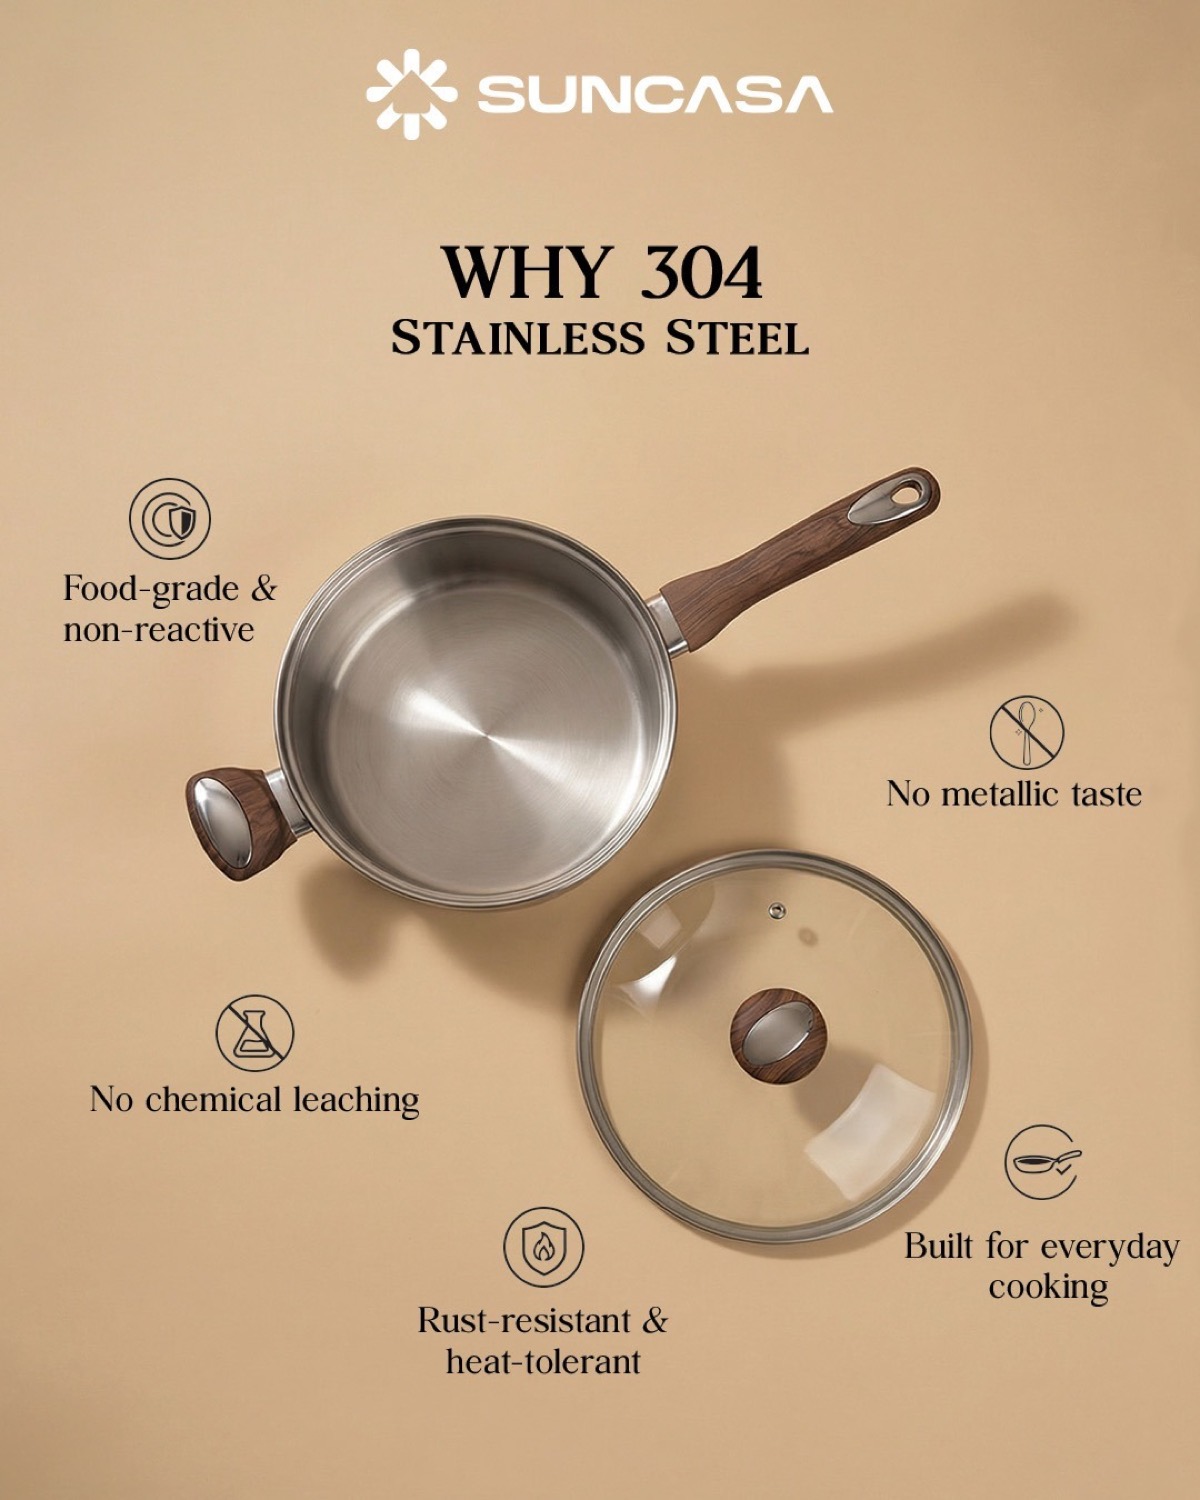 SUNCASA
WHY 304
STAINLESS STEEL
Food-grade &
non-reactive
No metallic taste
No chemical leaching
Built for everyday
cooking
Rust-resistant &
heat-tolerant